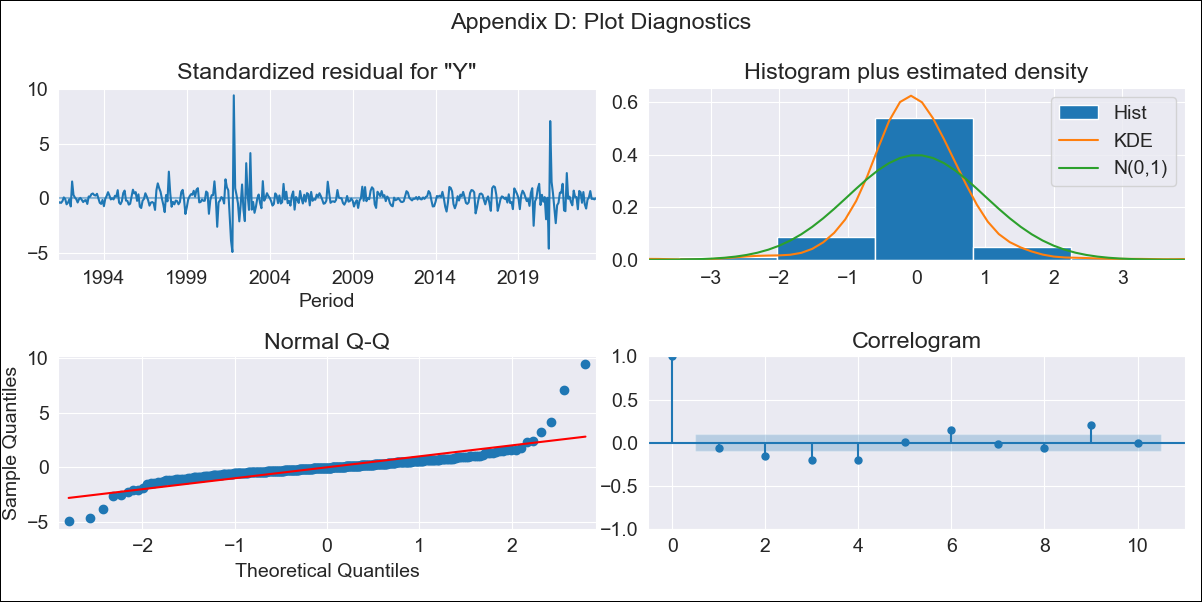 Appendix D: Plot Diagnostics
Standardized residual for "Y"
10
5
0
−5
1994 1999 2004 2009 2014 2019
Period
Histogram plus estimated density
0.6
0.4
0.2
0.0
−3 −2 −1 0 1 2 3
Hist
KDE
N(0,1)
Normal Q-Q
Sample Quantiles
10
5
0
−5
−2 −1 0 1 2
Theoretical Quantiles
Correlogram
1.0
0.5
0.0
−0.5
−1.0
0 2 4 6 8 10